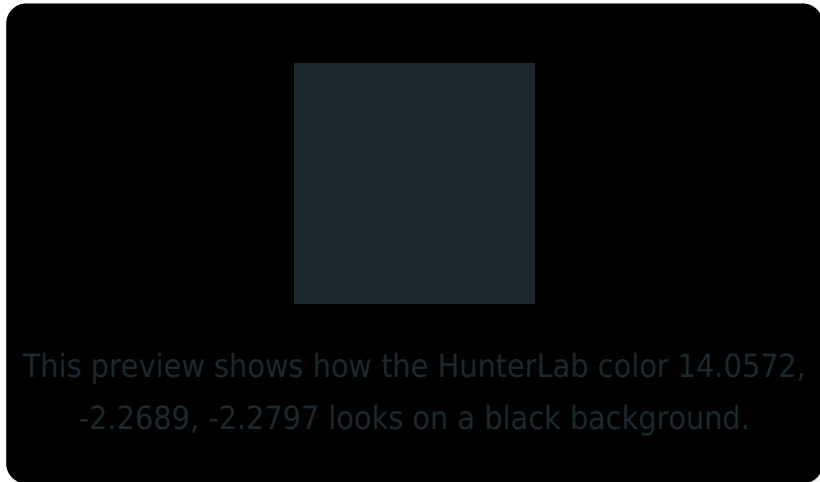 This preview shows how the HunterLab color 14.0572,
-2.2689, -2.2797 looks on a black background.